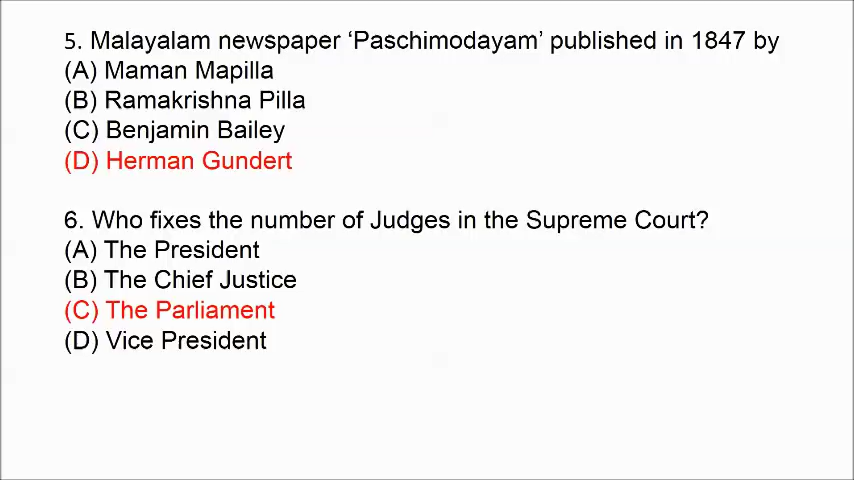 5. Malayalam newspaper ‘Paschimodayam’ published in 1847 by
(A) Maman Mapilla
(B) Ramakrishna Pilla
(C) Benjamin Bailey
(D) Herman Gundert
6. Who fixes the number of Judges in the Supreme Court?
(A) The President
(B) The Chief Justice
(C) The Parliament
(D) Vice President